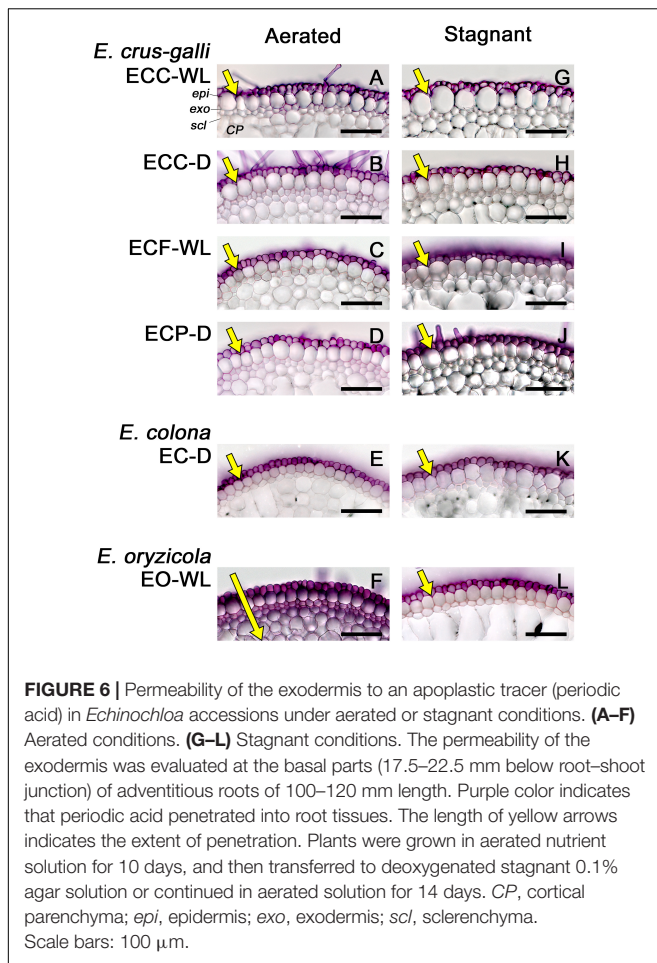 Aerated Stagnant
E. crus-galli
ECC-WL
A G
epi
exo
scl
CP
ECC-D B H
ECF-WL C I
ECP-D D J
E. colona
EC-D E K
E. oryzicola
EO-WL F L
FIGURE 6 | Permeability of the exodermis to an apoplastic tracer (periodic
acid) in Echinochloa accessions under aerated or stagnant conditions. (A–F)
Aerated conditions. (G–L) Stagnant conditions. The permeability of the
exodermis was evaluated at the basal parts (17.5–22.5 mm below root–shoot
junction) of adventitious roots of 100–120 mm length. Purple color indicates
that periodic acid penetrated into root tissues. The length of yellow arrows
indicates the extent of penetration. Plants were grown in aerated nutrient
solution for 10 days, and then transferred to deoxygenated stagnant 0.1%
agar solution or continued in aerated solution for 14 days. CP, cortical
parenchyma; epi, epidermis; exo, exodermis; scl, sclerenchyma.
Scale bars: 100 μm.